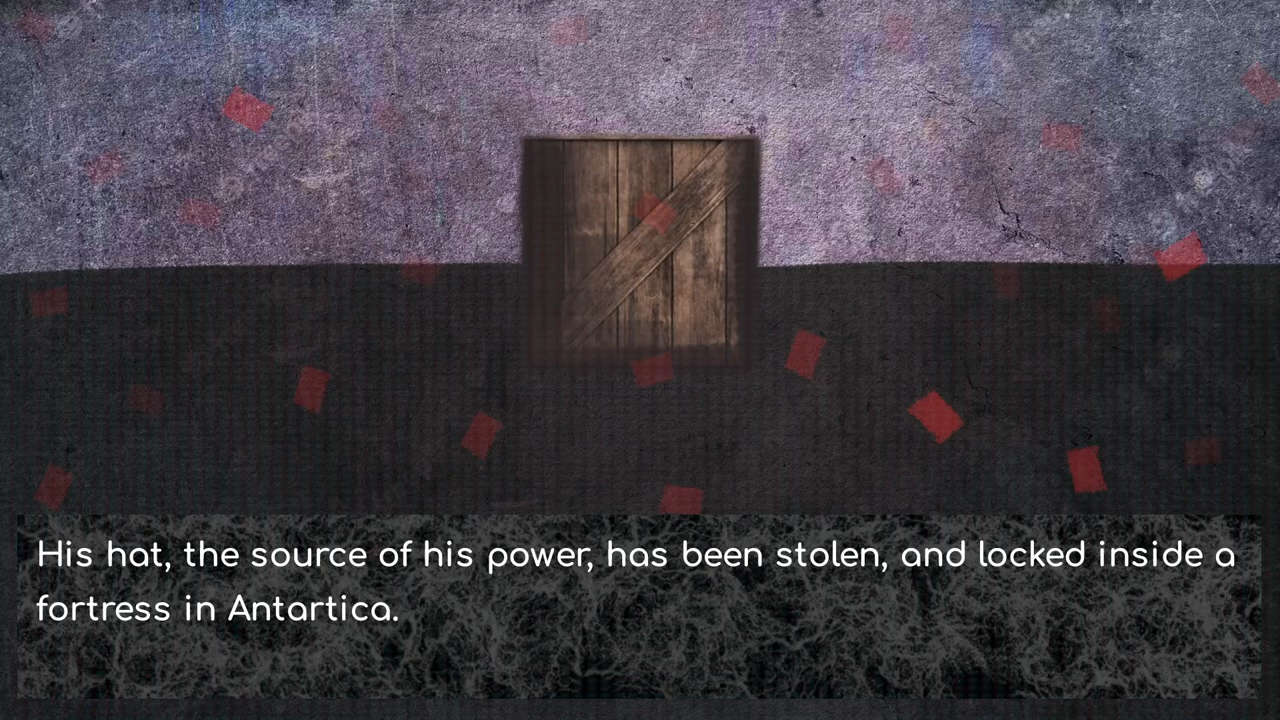 His hat, the source of his power, has been stolen, and locked inside a
fortress in Antartica.